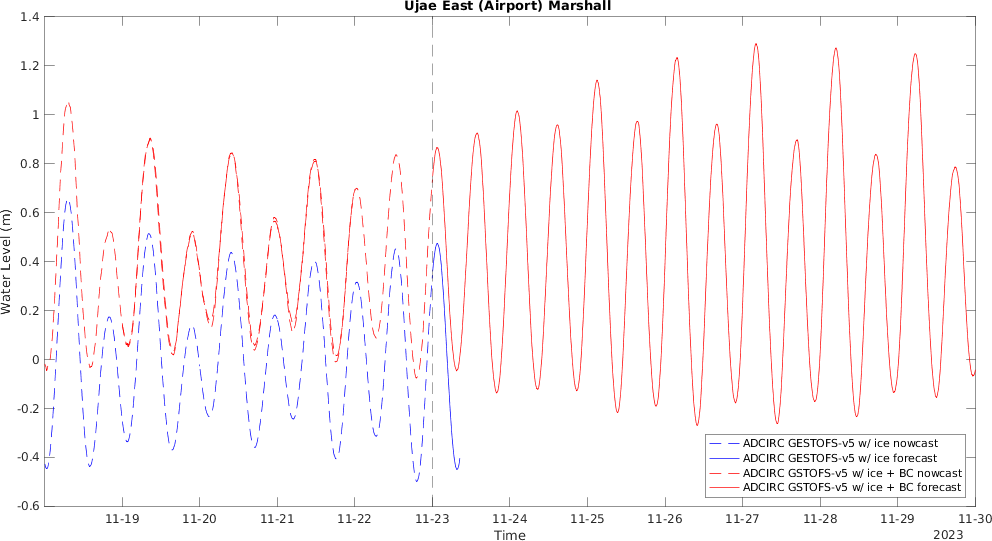 Ujae East (Airport) Marshall
Water Level (m)
1.4
1.2
1
0.8
0.6
0.4
0.2
0
-0.2
-0.4
-0.6
ADCIRC GESTOFS-v5 w/ ice nowcast
ADCIRC GESTOFS-v5 w/ ice forecast
ADCIRC GSTOFS-v5 w/ ice + BC nowcast
ADCIRC GSTOFS-v5 w/ ice + BC forecast
11-19 11-20 11-21 11-22 11-23 11-24 11-25 11-26 11-27 11-28 11-29 11-30
Time
2023